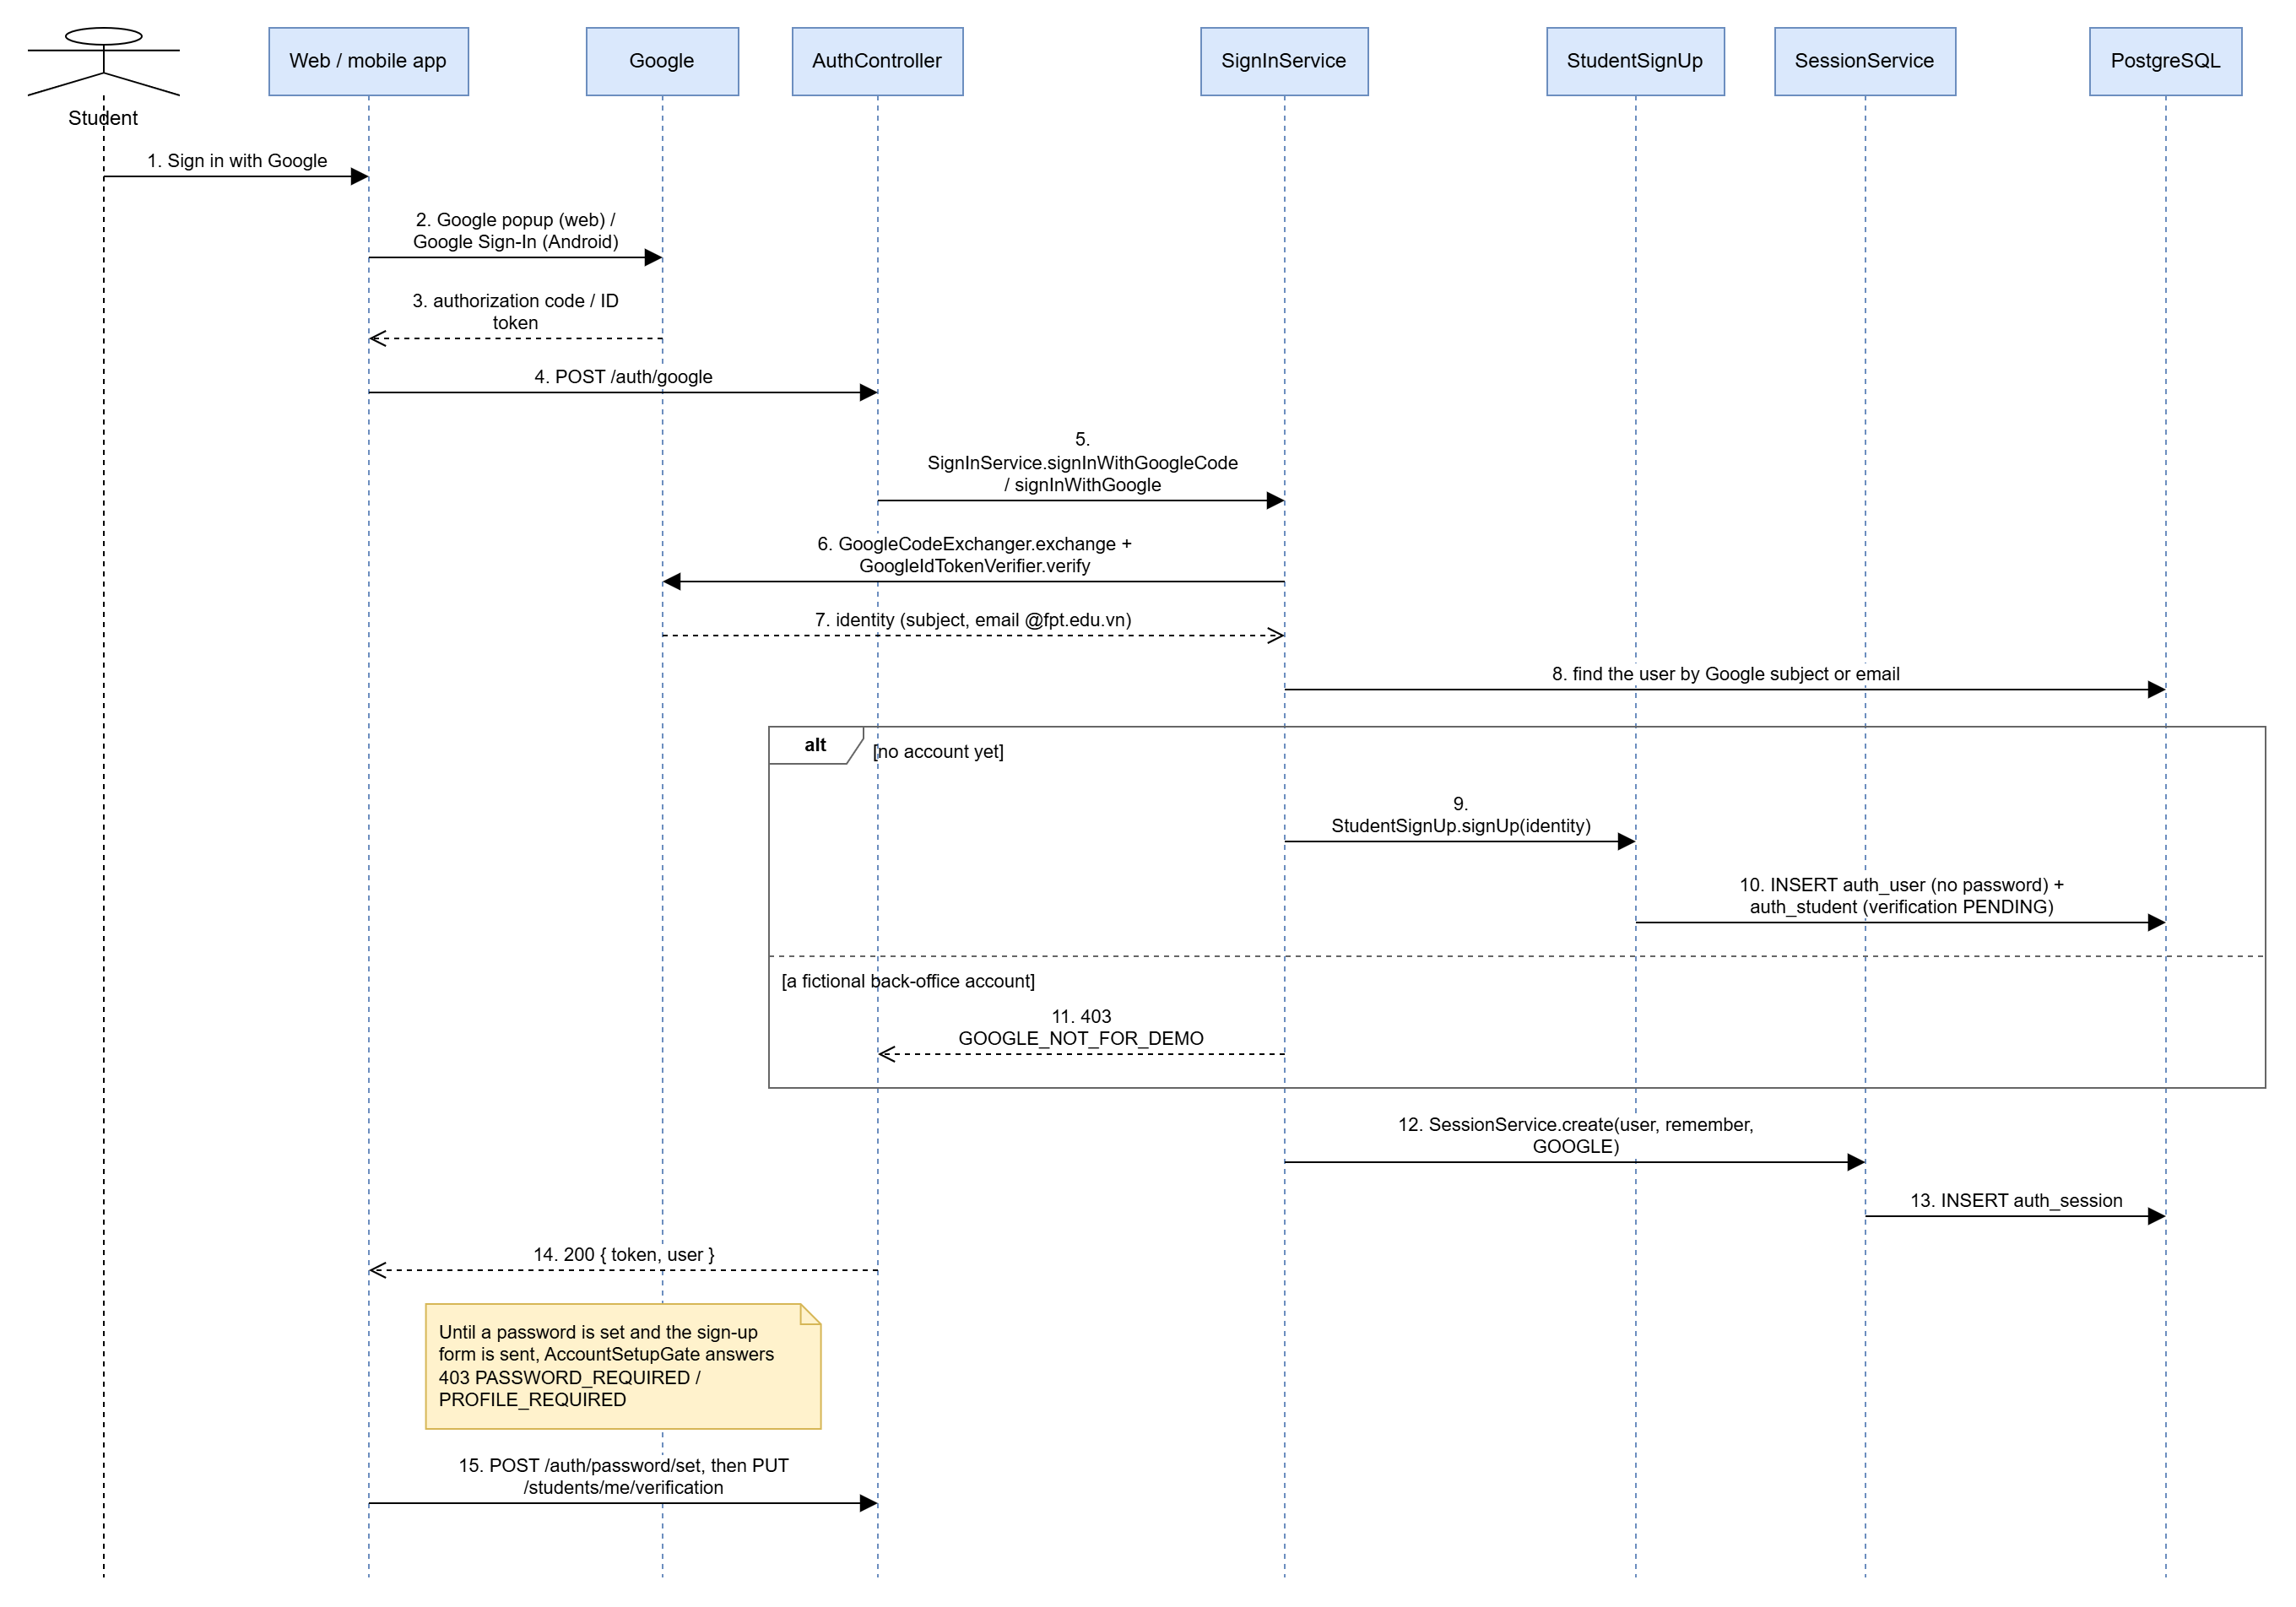 Student
Web / mobile app
Google
AuthController
SignInService
StudentSignUp
SessionService
PostgreSQL
1. Sign in with Google
2. Google popup (web) /
Google Sign-In (Android)
3. authorization code / ID
token
4. POST /auth/google
5.
SignInService.signInWithGoogleCode
/ signInWithGoogle
6. GoogleCodeExchanger.exchange +
GoogleIdTokenVerifier.verify
7. identity (subject, email @fpt.edu.vn)
8. find the user by Google subject or email
alt
[no account yet]
9.
StudentSignUp.signUp(identity)
10. INSERT auth_user (no password) +
auth_student (verification PENDING)
[a fictional back-office account]
11. 403
GOOGLE_NOT_FOR_DEMO
12. SessionService.create(user, remember,
GOOGLE)
13. INSERT auth_session
14. 200 { token, user }
Until a password is set and the sign-up
form is sent, AccountSetupGate answers
403 PASSWORD_REQUIRED /
PROFILE_REQUIRED
15. POST /auth/password/set, then PUT
/students/me/verification